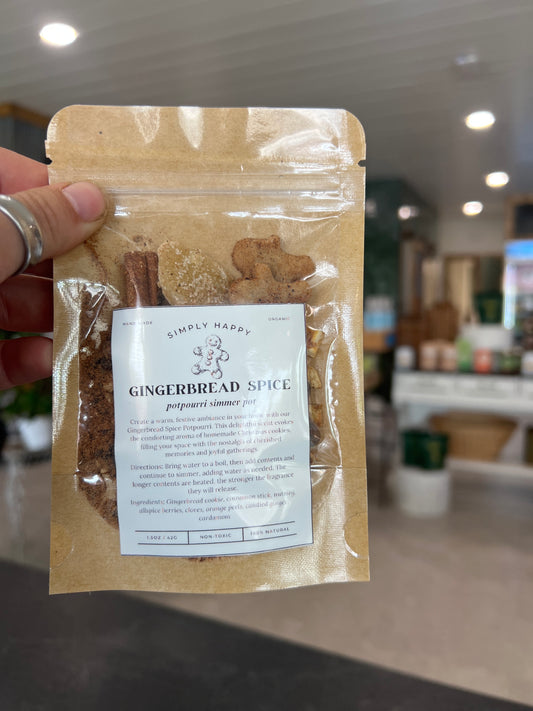 HAND MADE
ORGANIC
SIMPLY HAPPY
GINGERBREAD SPICE
potpourri simmer pot
Create a warm, festive ambiance in your home with our
Gingerbread Spice Potpourri. This delightful scent evokes
the comforting aroma of homemade Christmas cookies,
filling your space with the nostalgia of cherished
memories and joyful gatherings.
Directions: Bring water to a boil, then add contents and
continue to simmer, adding water as needed. The
longer contents are heated, the stronger the fragrance
they will release.
Ingredients: Gingerbread cookie, cinnamon stick, nutmeg,
allspice berries, cloves, orange peels, candied ginger,
cardamom
1.5OZ / 42G
NON-TOXIC
100% NATURAL